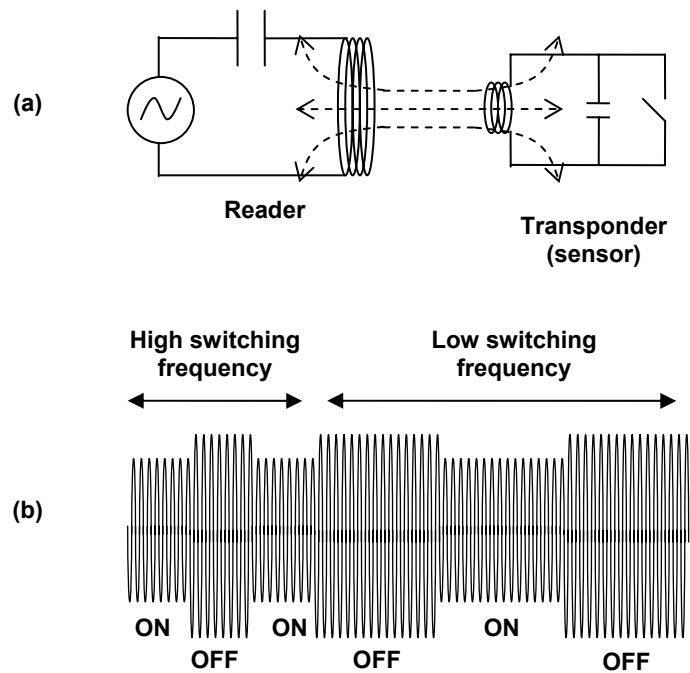 (a)
Reader
Transponder
(sensor)
High switching
frequency
Low switching
frequency
(b)
ON
OFF
ON
OFF
ON
OFF